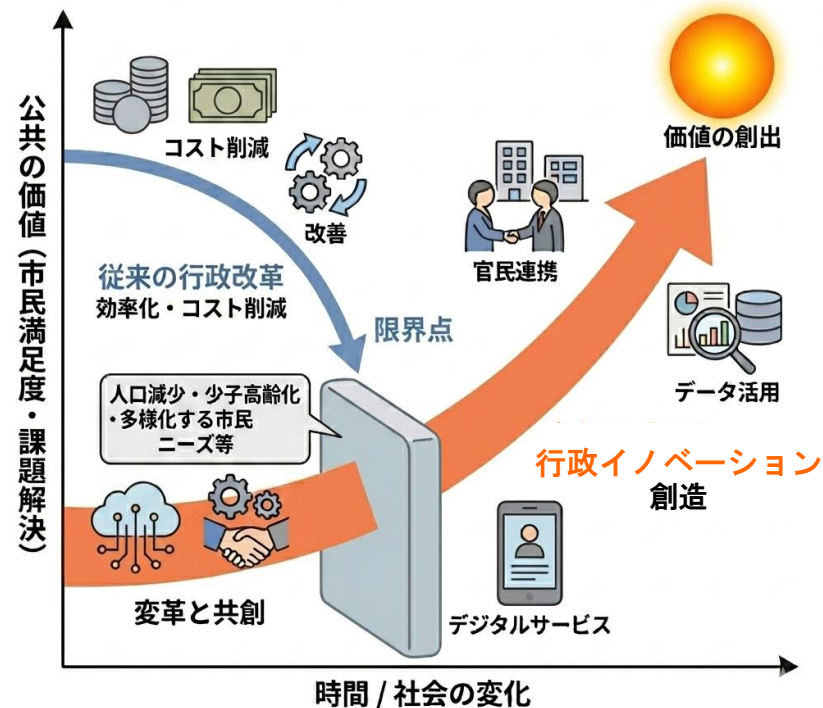 公共の価値（市民満足度・課題解決）
コスト削減
改善
従来の行政改革
効率化・コスト削減
限界点
人口減少・少子高齢化
・多様化する市民
ニーズ等
変革と共創
価値の創出
官民連携
データ活用
行政イノベーション
創造
デジタルサービス
時間 / 社会の変化